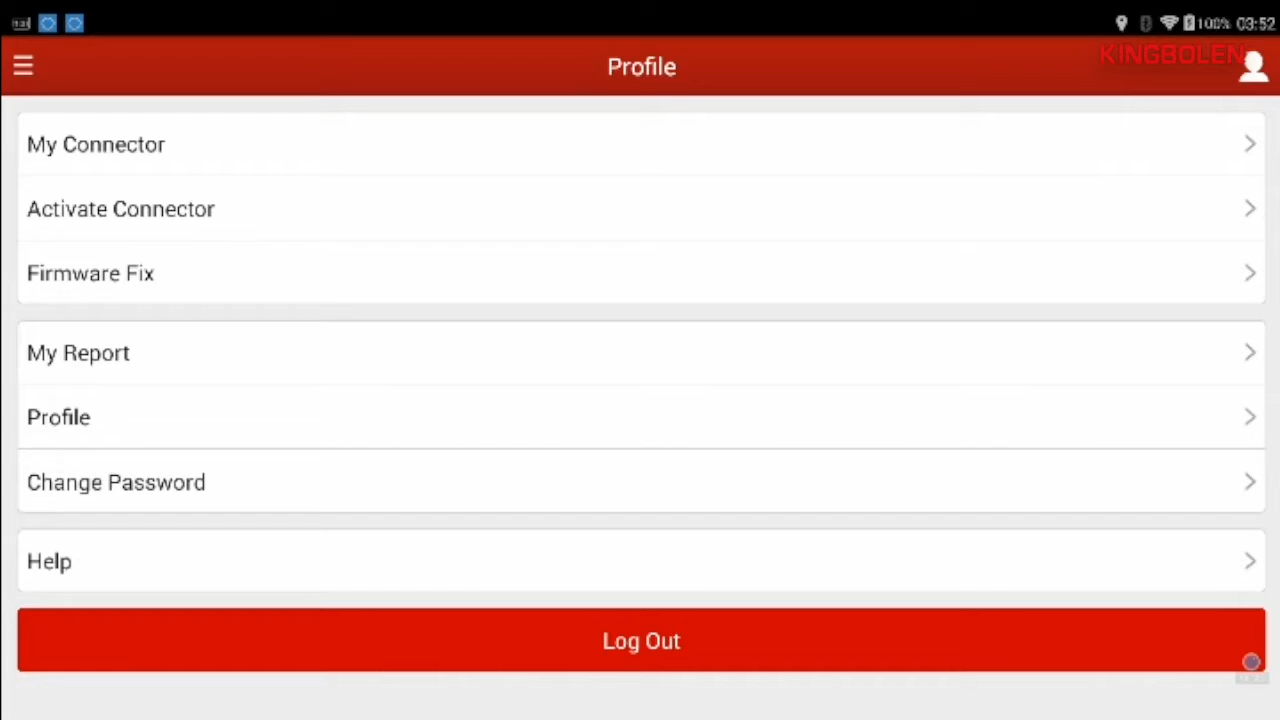 100% 03:52
Profile
KINGBOLEN
My Connector
Activate Connector
Firmware Fix
My Report
Profile
Change Password
Help
Log Out